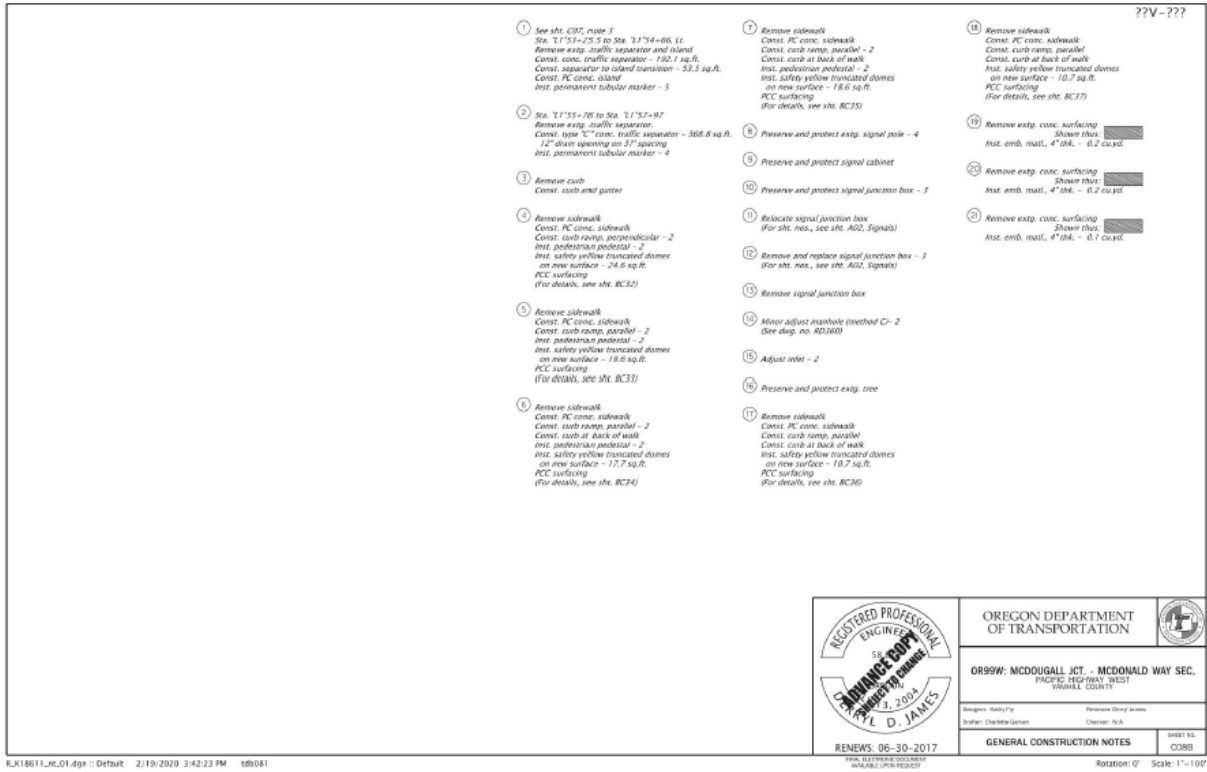 ??V-???
1 See sht. C07, note 3
Sta. "L1"53+25.5 to Sta. "L1"54+66, Lt.
Remove extg. traffic separator and island
Const. conc. traffic separator - 192.1 sq.ft.
Const. separator to island transition - 53.5 sq.ft.
Const. PC conc. island
Inst. permanent tubular marker - 5
2 Sta. "L1"55+76 to Sta. "L1"57+97
Remove extg. traffic separator
Const. type "C" conc. traffic separator - 368.8 sq.ft.
12" drain opening on 37' spacing
Inst. permanent tubular marker - 4
3 Remove curb
Const. curb and gutter
4 Remove sidewalk
Const. PC conc. sidewalk
Const. curb ramp, perpendicular - 2
Inst. pedestrian pedestal - 2
Inst. safety yellow truncated domes
on new surface - 24.6 sq.ft.
PCC surfacing
(For details, see sht. BC32)
5 Remove sidewalk
Const. PC conc. sidewalk
Const. curb ramp, parallel - 2
Inst. pedestrian pedestal - 2
Inst. safety yellow truncated domes
on new surface - 19.6 sq.ft.
PCC surfacing
(For details, see sht. BC33)
6 Remove sidewalk
Const. PC conc. sidewalk
Const. curb ramp, parallel - 2
Const. curb at back of walk
Inst. pedestrian pedestal - 2
Inst. safety yellow truncated domes
on new surface - 17.7 sq.ft.
PCC surfacing
(For details, see sht. BC34)
7 Remove sidewalk
Const. PC conc. sidewalk
Const. curb ramp, parallel - 2
Const. curb at back of walk
Inst. pedestrian pedestal - 2
Inst. safety yellow truncated domes
on new surface - 18.6 sq.ft.
PCC surfacing
(For details, see sht. BC35)
8 Preserve and protect extg. signal pole - 4
9 Preserve and protect signal cabinet
10 Preserve and protect signal junction box - 3
11 Relocate signal junction box
(For sht. nos., see sht. A02, Signals)
12 Remove and replace signal junction box - 3
(For sht. nos., see sht. A02, Signals)
13 Remove signal junction box
14 Minor adjust manhole (method C)- 2
(See dwg. no. RD360)
15 Adjust inlet - 2
16 Preserve and protect extg. tree
17 Remove sidewalk
Const. PC conc. sidewalk
Const. curb ramp, parallel
Const. curb at back of walk
Inst. safety yellow truncated domes
on new surface - 10.7 sq.ft.
PCC surfacing
(For details, see sht. BC36)
18 Remove sidewalk
Const. PC conc. sidewalk
Const. curb ramp, parallel
Const. curb at back of walk
Inst. safety yellow truncated domes
on new surface - 10.7 sq.ft.
PCC surfacing
(For details, see sht. BC37)
19 Remove extg. conc. surfacing
Shown thus:
Inst. emb. matl., 4" thk. - 0.2 cu.yd.
20 Remove extg. conc. surfacing
Shown thus:
Inst. emb. matl., 4" thk. - 0.2 cu.yd.
21 Remove extg. conc. surfacing
Shown thus:
Inst. emb. matl., 4" thk. - 0.1 cu.yd.
REGISTERED PROFESSIONAL
ENGINEER
ADVANCE COPY
SUBJECT TO CHANGE
13, 2004
DARRYL D. JAMES
RENEWS: 06-30-2017
FINAL ELECTRONIC DOCUMENT
AVAILABLE UPON REQUEST
OREGON DEPARTMENT
OF TRANSPORTATION
OR99W: MCDOUGALL JCT. - MCDONALD WAY SEC.
PACIFIC HIGHWAY WEST
YAMHILL COUNTY
Designer: Kathy Fry Reviewer: Darryl James
Drafter: Charlotte Checker: N/A
GENERAL CONSTRUCTION NOTES
SHEET NO.
C08B
R_K18611_nt_01.dgn :: Default 2/19/2020 3:42:23 PM tdb081
Rotation: 0° Scale: 1"=100'